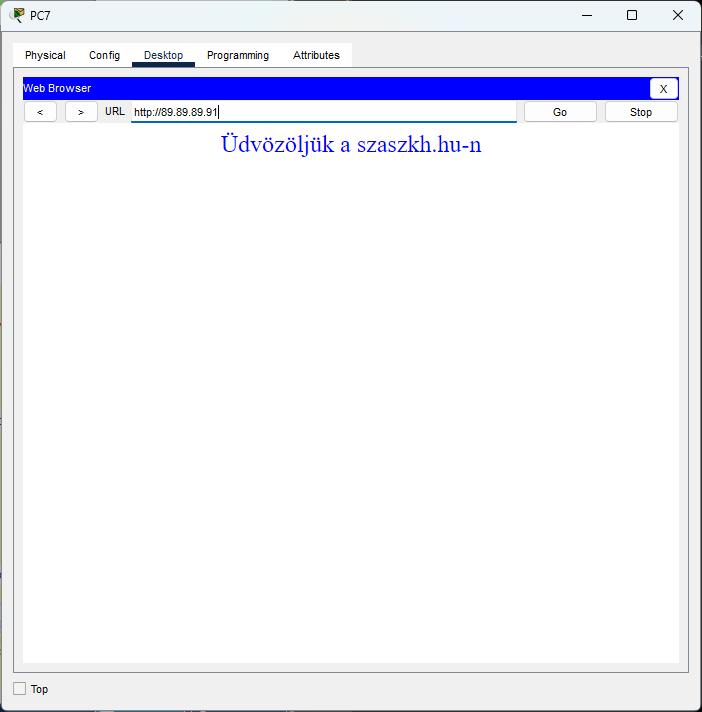 PC7
Physical Config Desktop Programming Attributes
Web Browser X
< > URL http://89.89.89.91 Go Stop
Üdvözöljük a szaszkh.hu-n
Top